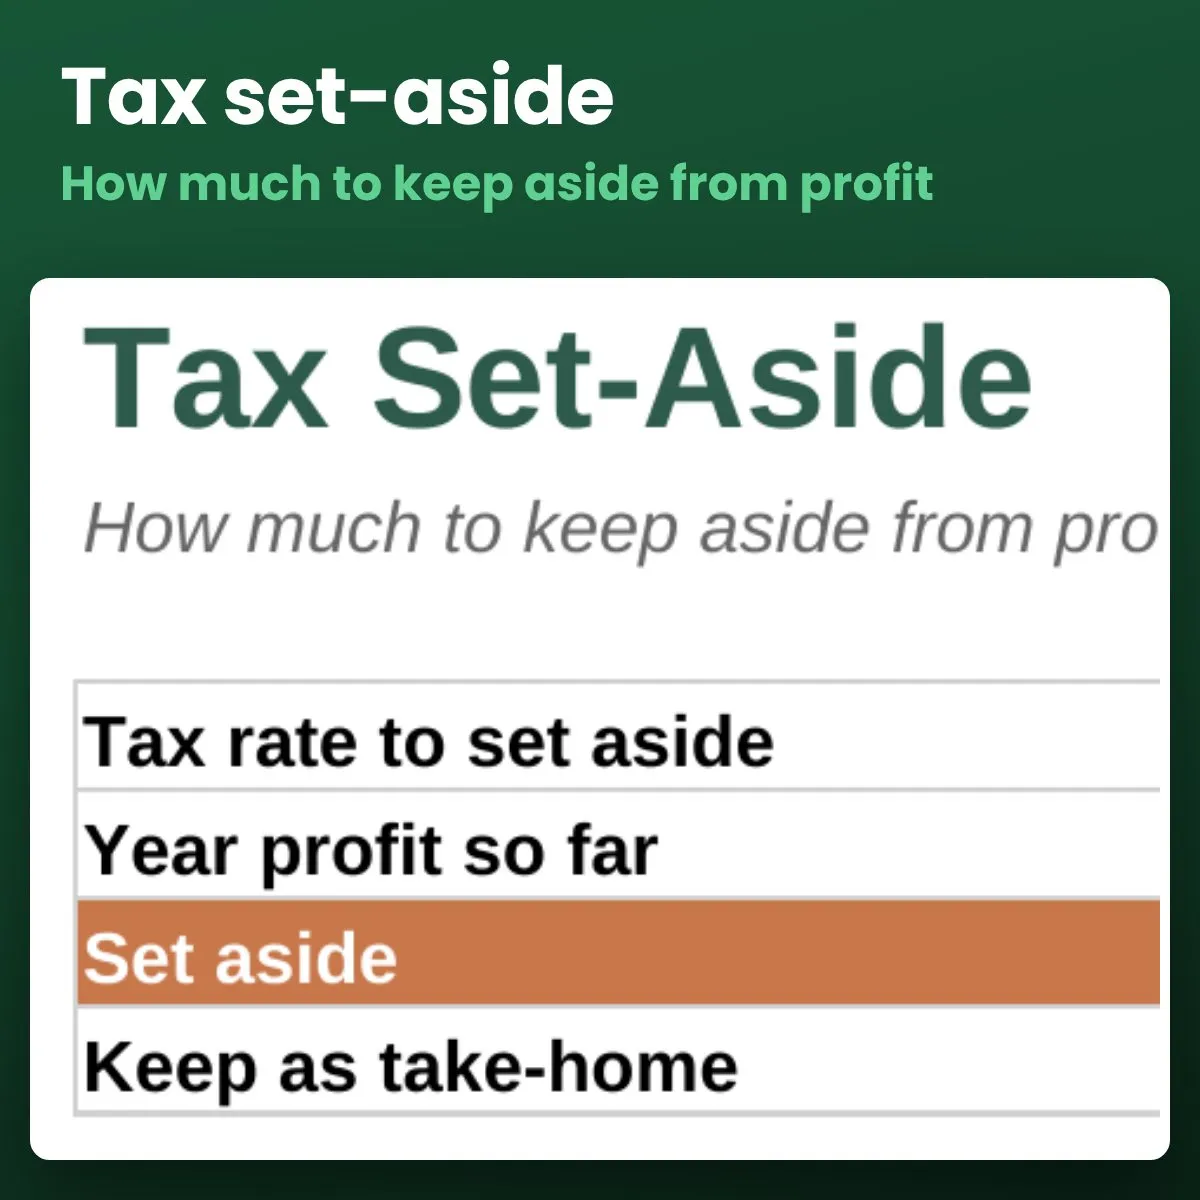 Tax set-aside
How much to keep aside from profit
Tax Set-Aside
How much to keep aside from pro
Tax rate to set aside
Year profit so far
Set aside
Keep as take-home